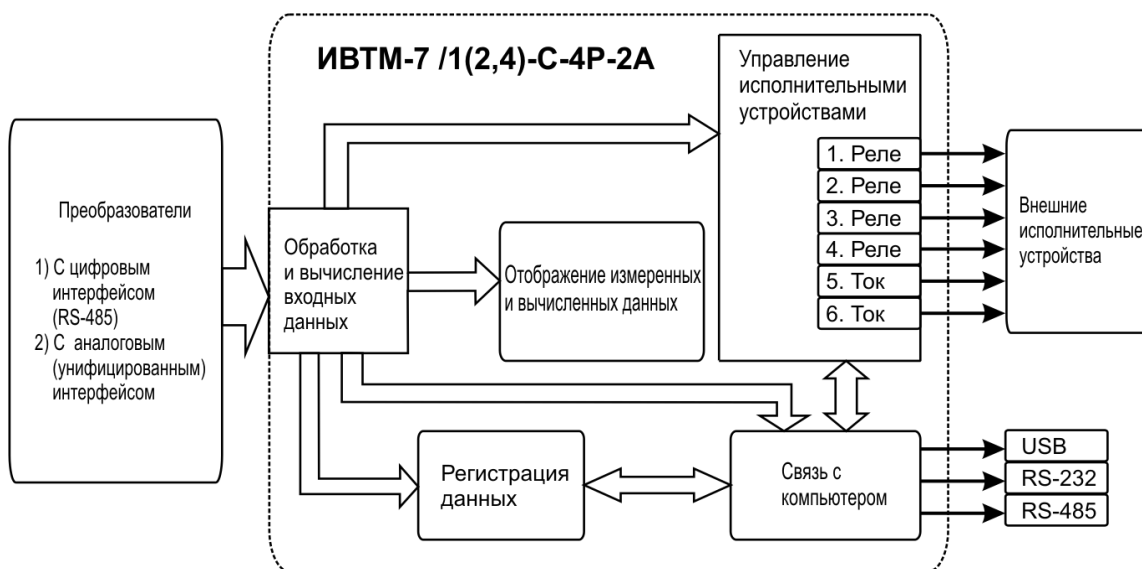 ИВТМ-7 /1(2,4)-С-4Р-2А
Преобразователи
1) С цифровым
интерфейсом
(RS-485)
2) С аналоговым
(унифицированным)
интерфейсом
Обработка
и вычисление
входных
данных
Отображение измеренных
и вычисленных данных
Управление
исполнительными
устройствами
1. Реле
2. Реле
3. Реле
4. Реле
5. Ток
6. Ток
Внешние
исполнительные
устройства
Регистрация
данных
Связь с
компьютером
USB
RS-232
RS-485